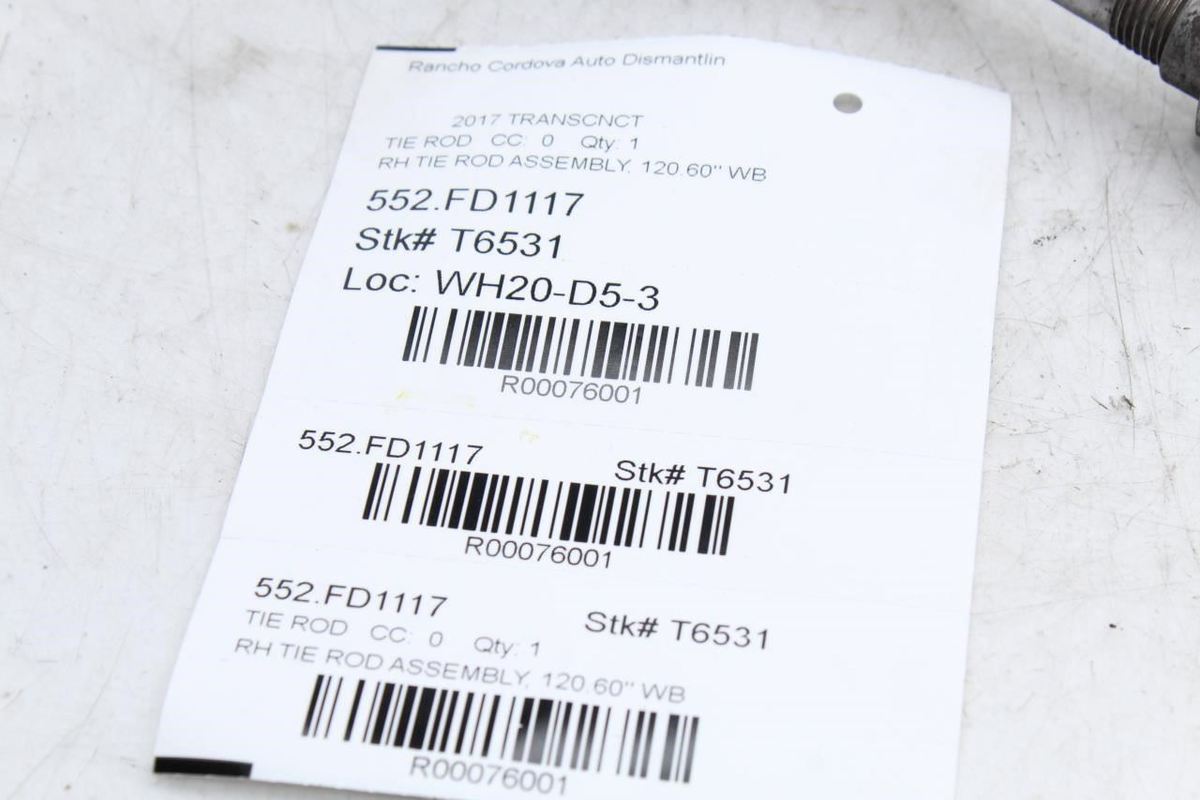 Rancho Cordova Auto Dismantlin
2017 TRANSCNCT
TIE ROD CC: 0 Qty: 1
RH TIE ROD ASSEMBLY, 120.60" WB
552.FD1117
Stk# T6531
Loc: WH20-D5-3
R00076001
552.FD1117 Stk# T6531
R00076001
552.FD1117 Stk# T6531
TIE ROD CC: 0 Qty: 1
RH TIE ROD ASSEMBLY, 120.60" WB
R00076001